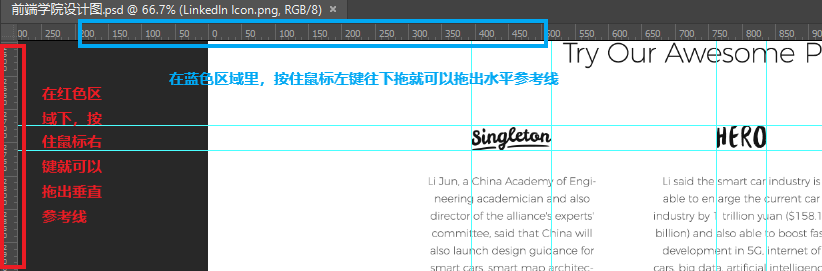 前端学院设计图.psd @ 66.7% (LinkedIn Icon.png, RGB/8) ×
00 250 200 150 100 50 0 50 100 150 200 250 300 350 400 450 500 550 600 650 700 750 800 850 900
Try Our Awesome P
在蓝色区域里，按住鼠标左键往下拖就可以拖出水平参考线
在红色区
域下，按
住鼠标右
键就可以
拖出垂直
参考线
Singleton
HERO
Li Jun, a China Academy of Engi-
neering academician and also
director of the alliance's experts'
committee, said that China will
also launch design guidance for
smart cars, smart map architec-
Li said the smart car industry is
able to enlarge the current car
industry by 1 trillion yuan ($158.1
billion) and also able to boost fas
development in 5G, internet of
cars, big data, artificial intelligence